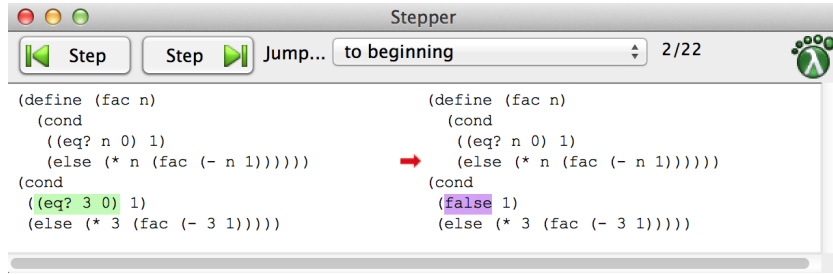 Stepper
Step Step Jump... to beginning 2/22
(define (fac n)
(cond
((eq? n 0) 1)
(else (* n (fac (- n 1))))))
(cond
((eq? 3 0) 1)
(else (* 3 (fac (- 3 1)))))
(define (fac n)
(cond
((eq? n 0) 1)
(else (* n (fac (- n 1))))))
(cond
(false 1)
(else (* 3 (fac (- 3 1)))))